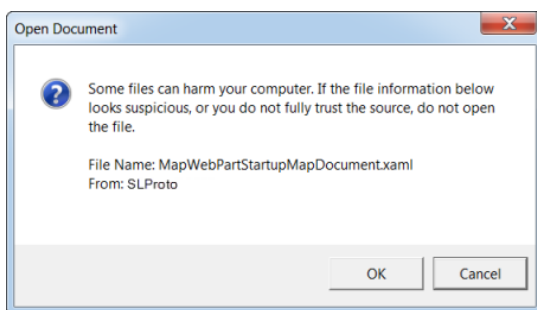 Open Document
Some files can harm your computer. If the file information below
looks suspicious, or you do not fully trust the source, do not open
the file.
File Name: MapWebPartStartupMapDocument.xaml
From: SLProto
OK
Cancel